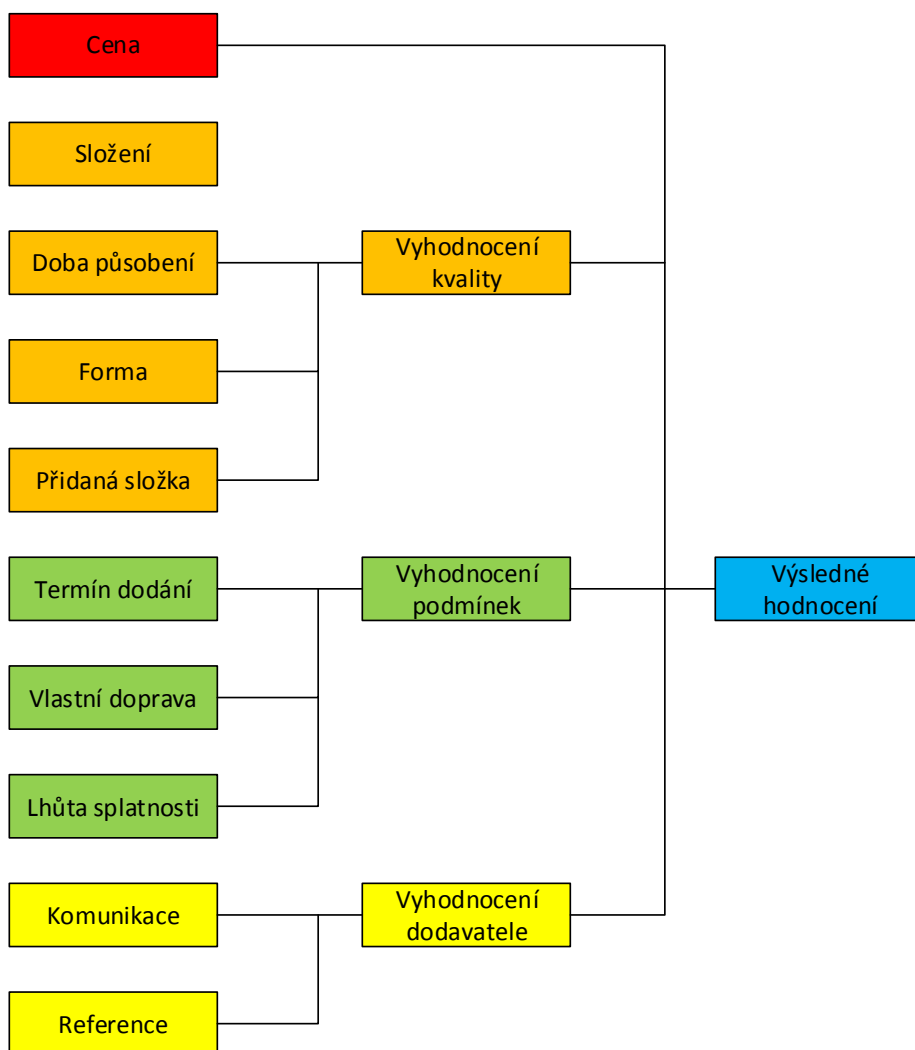 Cena
Složení
Doba působení
Vyhodnocení
kvality
Forma
Přidaná složka
Termín dodání
Vyhodnocení
podmínek
Výsledné
hodnocení
Vlastní doprava
Lhůta splatnosti
Komunikace
Vyhodnocení
dodavatele
Reference